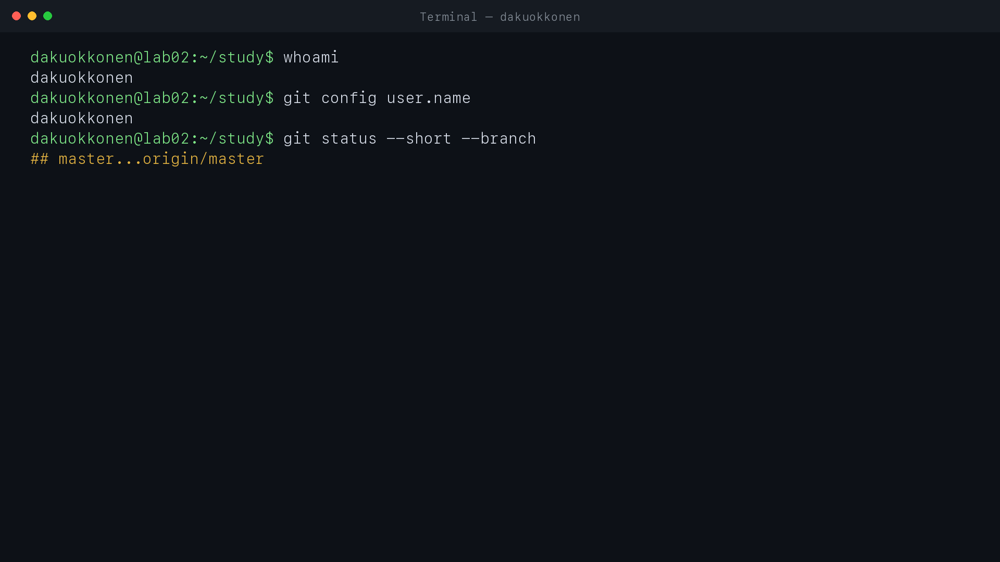 Terminal — dakuokkonen
dakuokkonen@lab02:~/study$ whoami
dakuokkonen
dakuokkonen@lab02:~/study$ git config user.name
dakuokkonen
dakuokkonen@lab02:~/study$ git status --short --branch
## master...origin/master